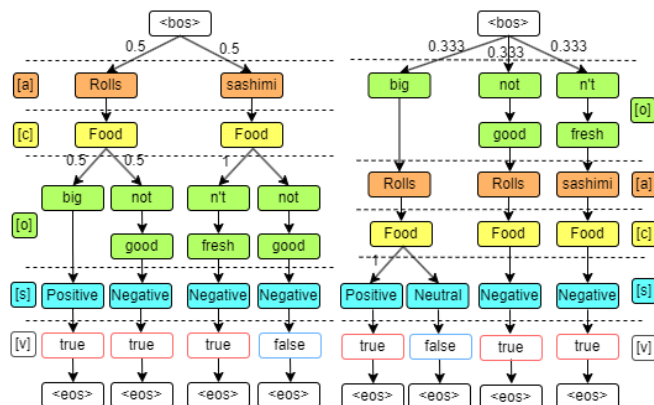 <bos> <bos>
0.5 0.5 0.333 0.333 0.333
[a] Rolls sashimi big not n't
[o]
[c] Food Food good fresh
0.5 0.5 1
[o] big not n't not Rolls Rolls sashimi [a]
good fresh good Food Food Food [c]
1
[s] Positive Negative Negative Negative Positive Neutral Negative Negative [s]
[v] true true true false true false true true [v]
<eos> <eos> <eos> <eos> <eos> <eos> <eos> <eos>